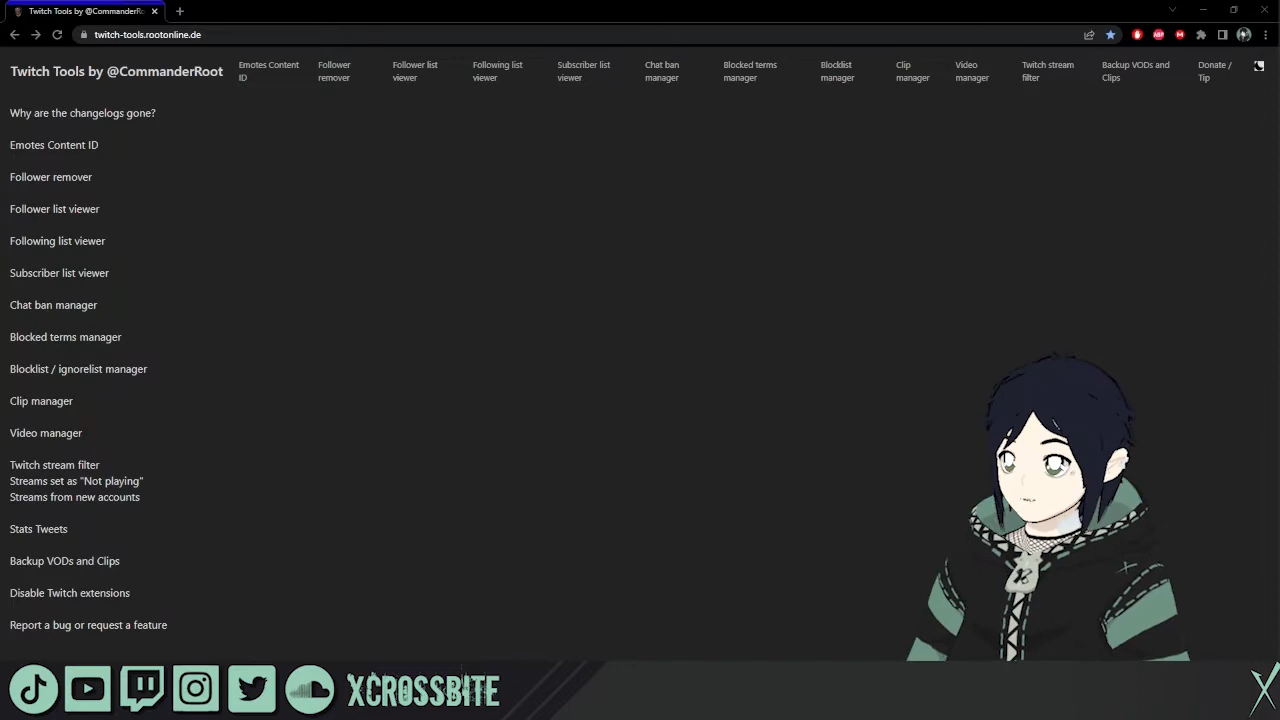 Twitch Tools by @CommanderRo
twitch-tools.rootonline.de
Twitch Tools by @CommanderRoot
Emotes Content
ID
Follower
remover
Follower list
viewer
Following list
viewer
Subscriber list
viewer
Chat ban
manager
Blocked terms
manager
Blocklist
manager
Clip
manager
Video
manager
Twitch stream
filter
Backup VODs and
Clips
Donate /
Tip
Why are the changelogs gone?
Emotes Content ID
Follower remover
Follower list viewer
Following list viewer
Subscriber list viewer
Chat ban manager
Blocked terms manager
Blocklist / ignorelist manager
Clip manager
Video manager
Twitch stream filter
Streams set as "Not playing"
Streams from new accounts
Stats Tweets
Backup VODs and Clips
Disable Twitch extensions
Report a bug or request a feature
XCROSSBITE
X